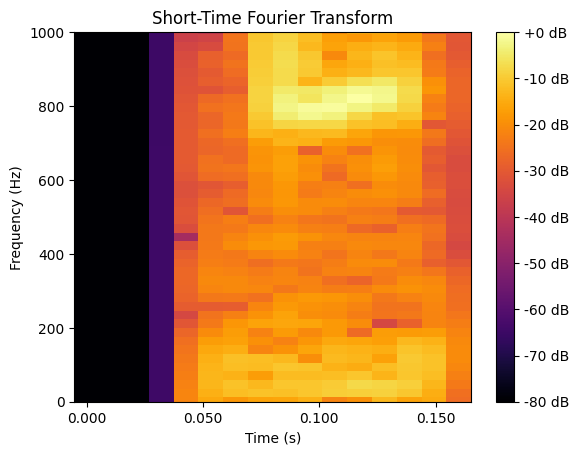 Short-Time Fourier Transform
1000
800
600
400
200
0
Frequency (Hz)
0.000
0.050
0.100
0.150
Time (s)
+0 dB
-10 dB
-20 dB
-30 dB
-40 dB
-50 dB
-60 dB
-70 dB
-80 dB